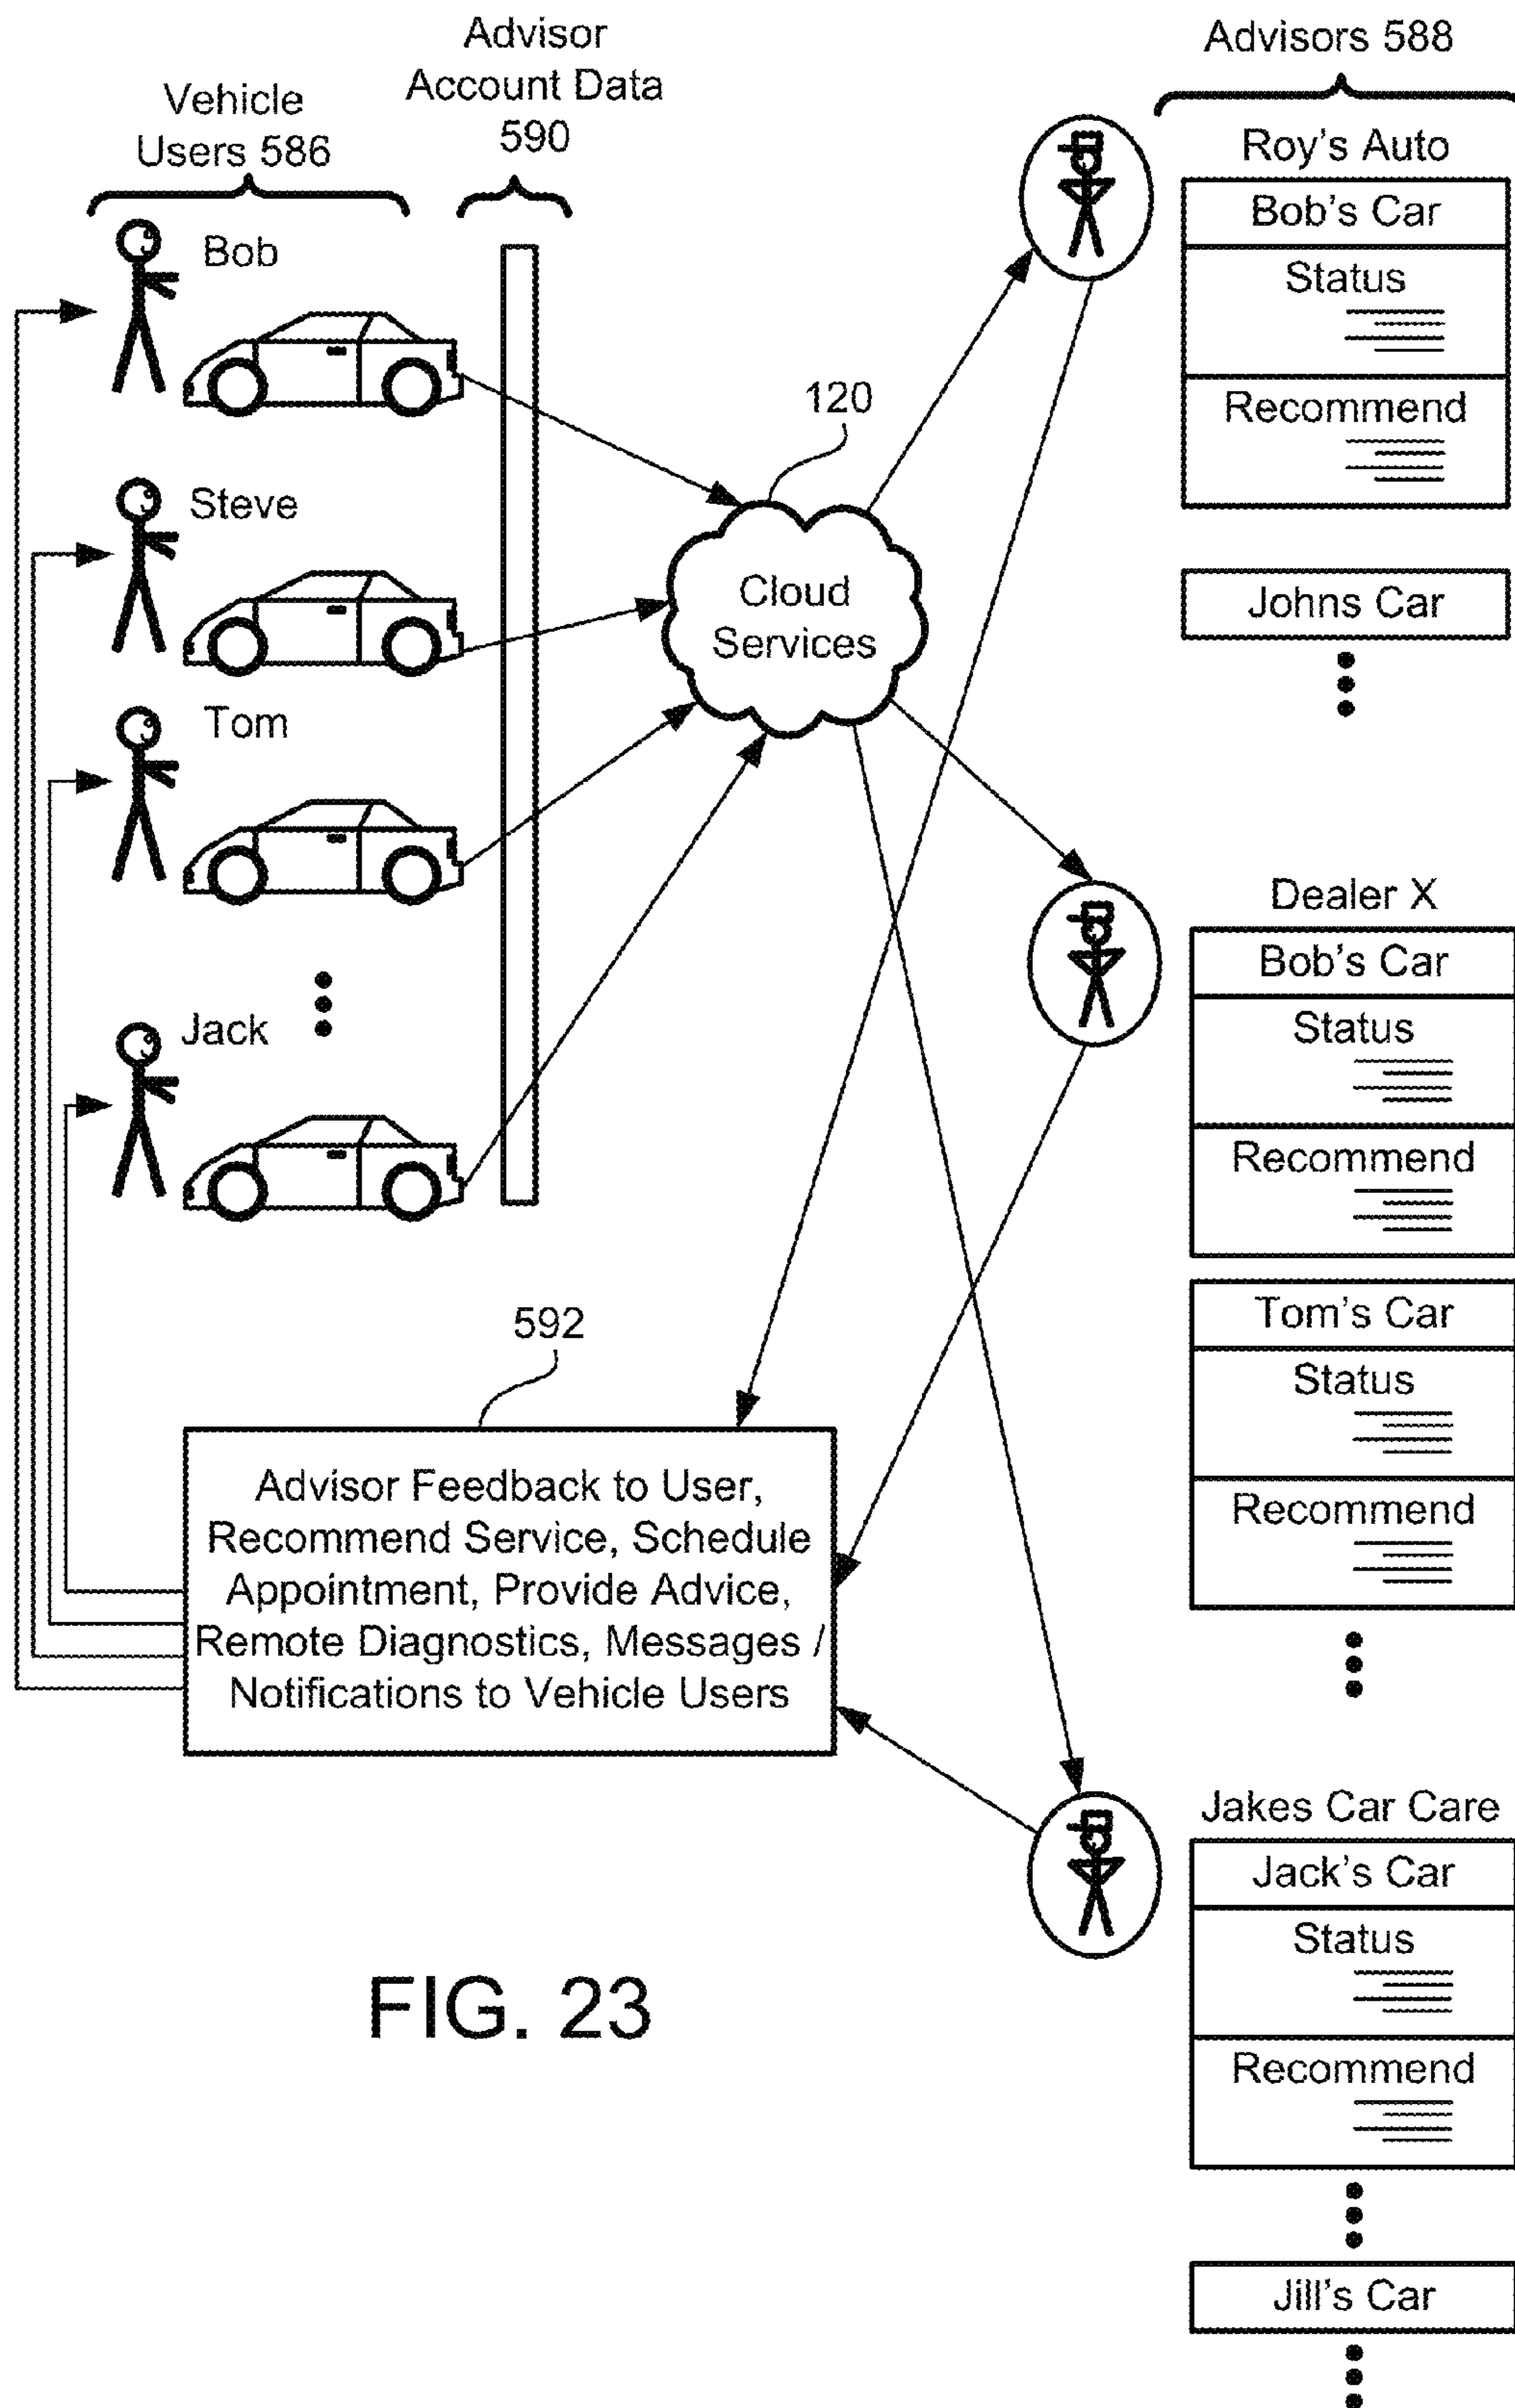 Vehicle
Users 586
Advisor
Account Data
590
Advisors 588
Bob
Steve
Tom
Jack
120
Cloud
Services
Roy's Auto
Bob's Car
Status
Recommend
Johns Car
Dealer X
Bob's Car
Status
Recommend
Tom's Car
Status
Recommend
Jakes Car Care
Jack's Car
Status
Recommend
Jill's Car
592
Advisor Feedback to User,
Recommend Service, Schedule
Appointment, Provide Advice,
Remote Diagnostics, Messages /
Notifications to Vehicle Users
FIG. 23